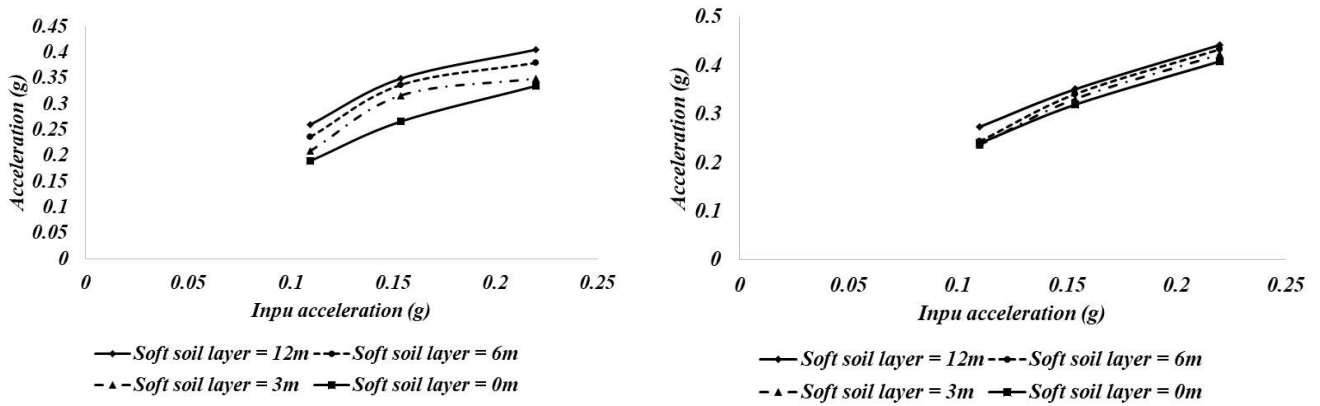 Acceleration (g)
0.45
0.4
0.35
0.3
0.25
0.2
0.15
0.1
0.05
0
0 0.05 0.1 0.15 0.2 0.25
Inpu acceleration (g)
Soft soil layer = 12m Soft soil layer = 6m
Soft soil layer = 3m Soft soil layer = 0m
Acceleration (g)
0.5
0.4
0.3
0.2
0.1
0
0 0.05 0.1 0.15 0.2 0.25
Inpu acceleration (g)
Soft soil layer = 12m Soft soil layer = 6m
Soft soil layer = 3m Soft soil layer = 0m